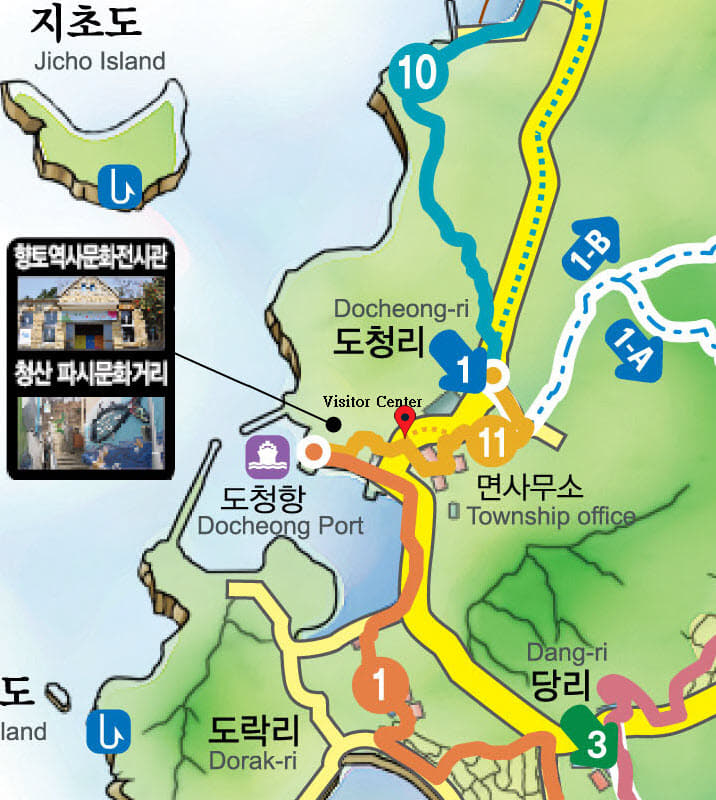 지초도
Jicho Island
10
향토역사문화전시관
청산 파시문화거리
1-B
1-A
Docheong-ri
도청리
1
Visitor Center
11
도청항
Docheong Port
면사무소
Township office
1
Dang-ri
당리
3
도
land
도락리
Dorak-ri